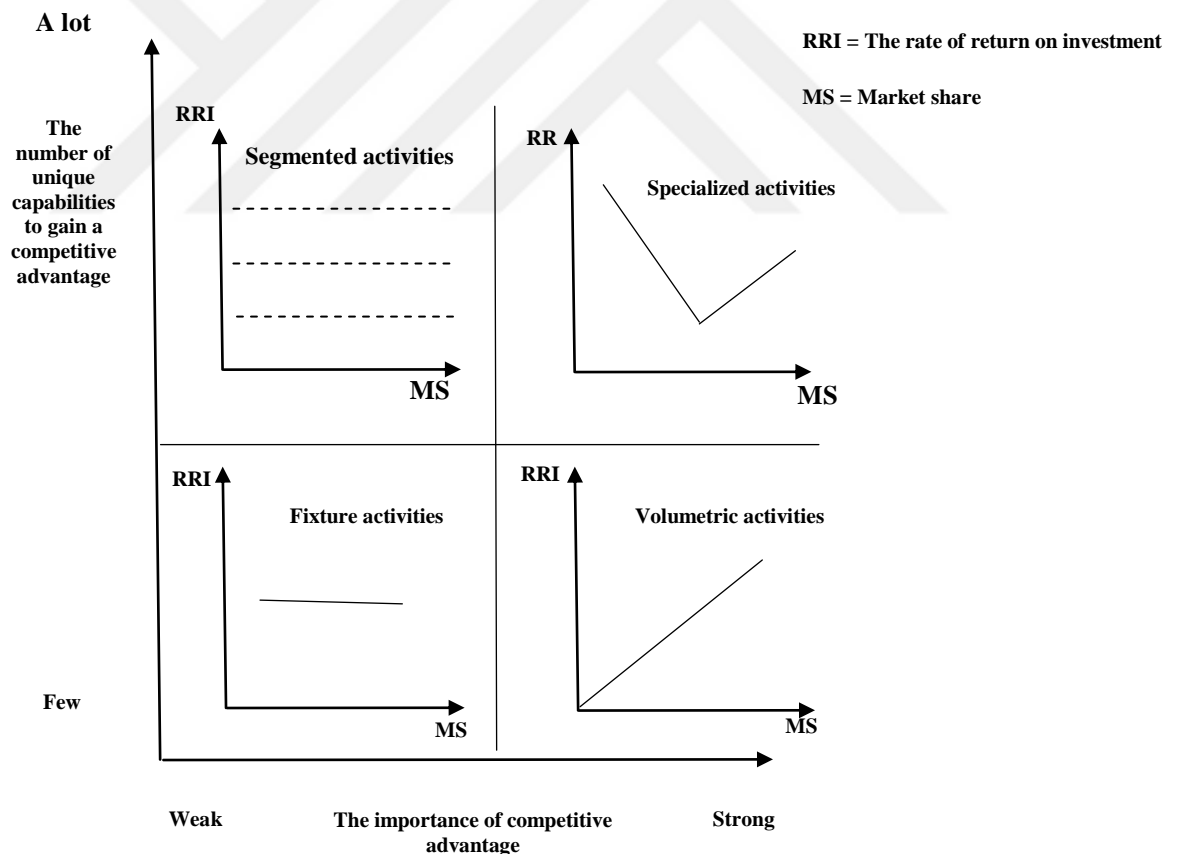 A lot
RRI = The rate of return on investment
MS = Market share
The
number of
unique
capabilities
to gain a
competitive
advantage
RRI
Segmented activities
MS
RR
Specialized activities
MS
RRI
Fixture activities
MS
RRI
Volumetric activities
MS
Few
Weak
The importance of competitive
advantage
Strong